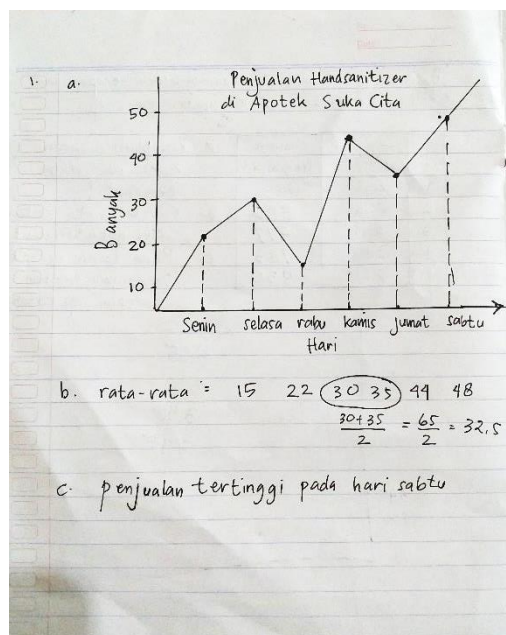 1. a. Penjualan Handsanitizer
di Apotek Suka Cita
50
40
30
20
10
Banyak
Senin selasa rabu kamis jumat sabtu
Hari
b. rata-rata = 15 22 30 35 44 48
30+35/2 = 65/2 = 32,5
c. penjualan tertinggi pada hari sabtu